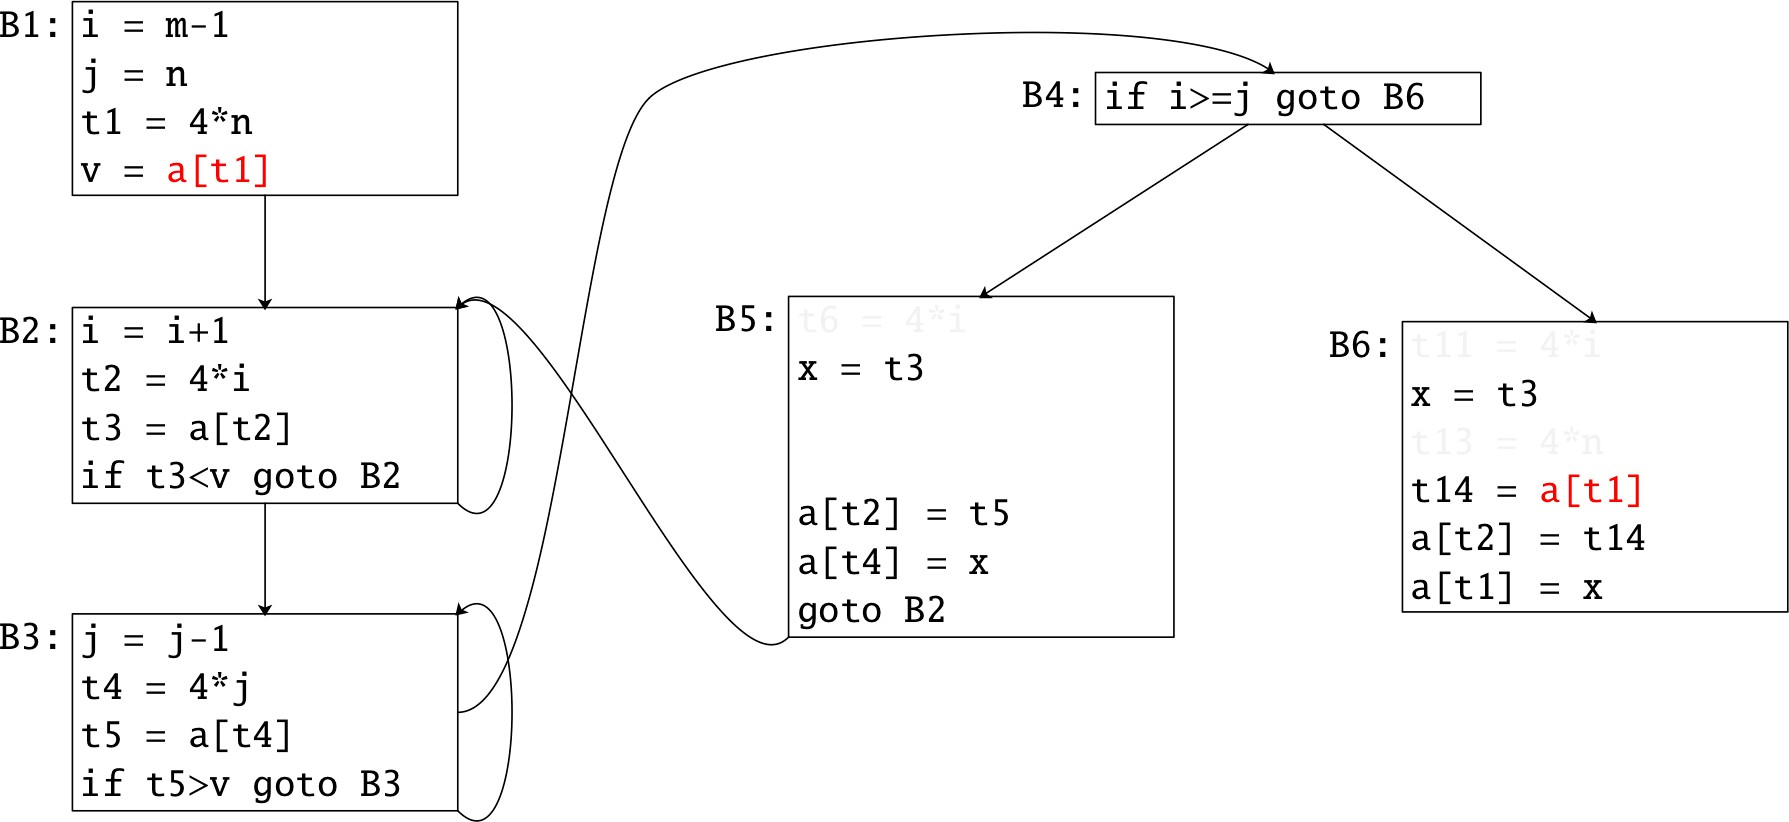 B1:
i = m-1
j = n
t1 = 4*n
v = a[t1]
B2:
i = i+1
t2 = 4*i
t3 = a[t2]
if t3<v goto B2
B3:
j = j-1
t4 = 4*j
t5 = a[t4]
if t5>v goto B3
B4:
if i>=j goto B6
B5:
t6 = 4*i
x = t3
a[t2] = t5
a[t4] = x
goto B2
B6:
t11 = 4*i
x = t3
t13 = 4*n
t14 = a[t1]
a[t2] = t14
a[t1] = x